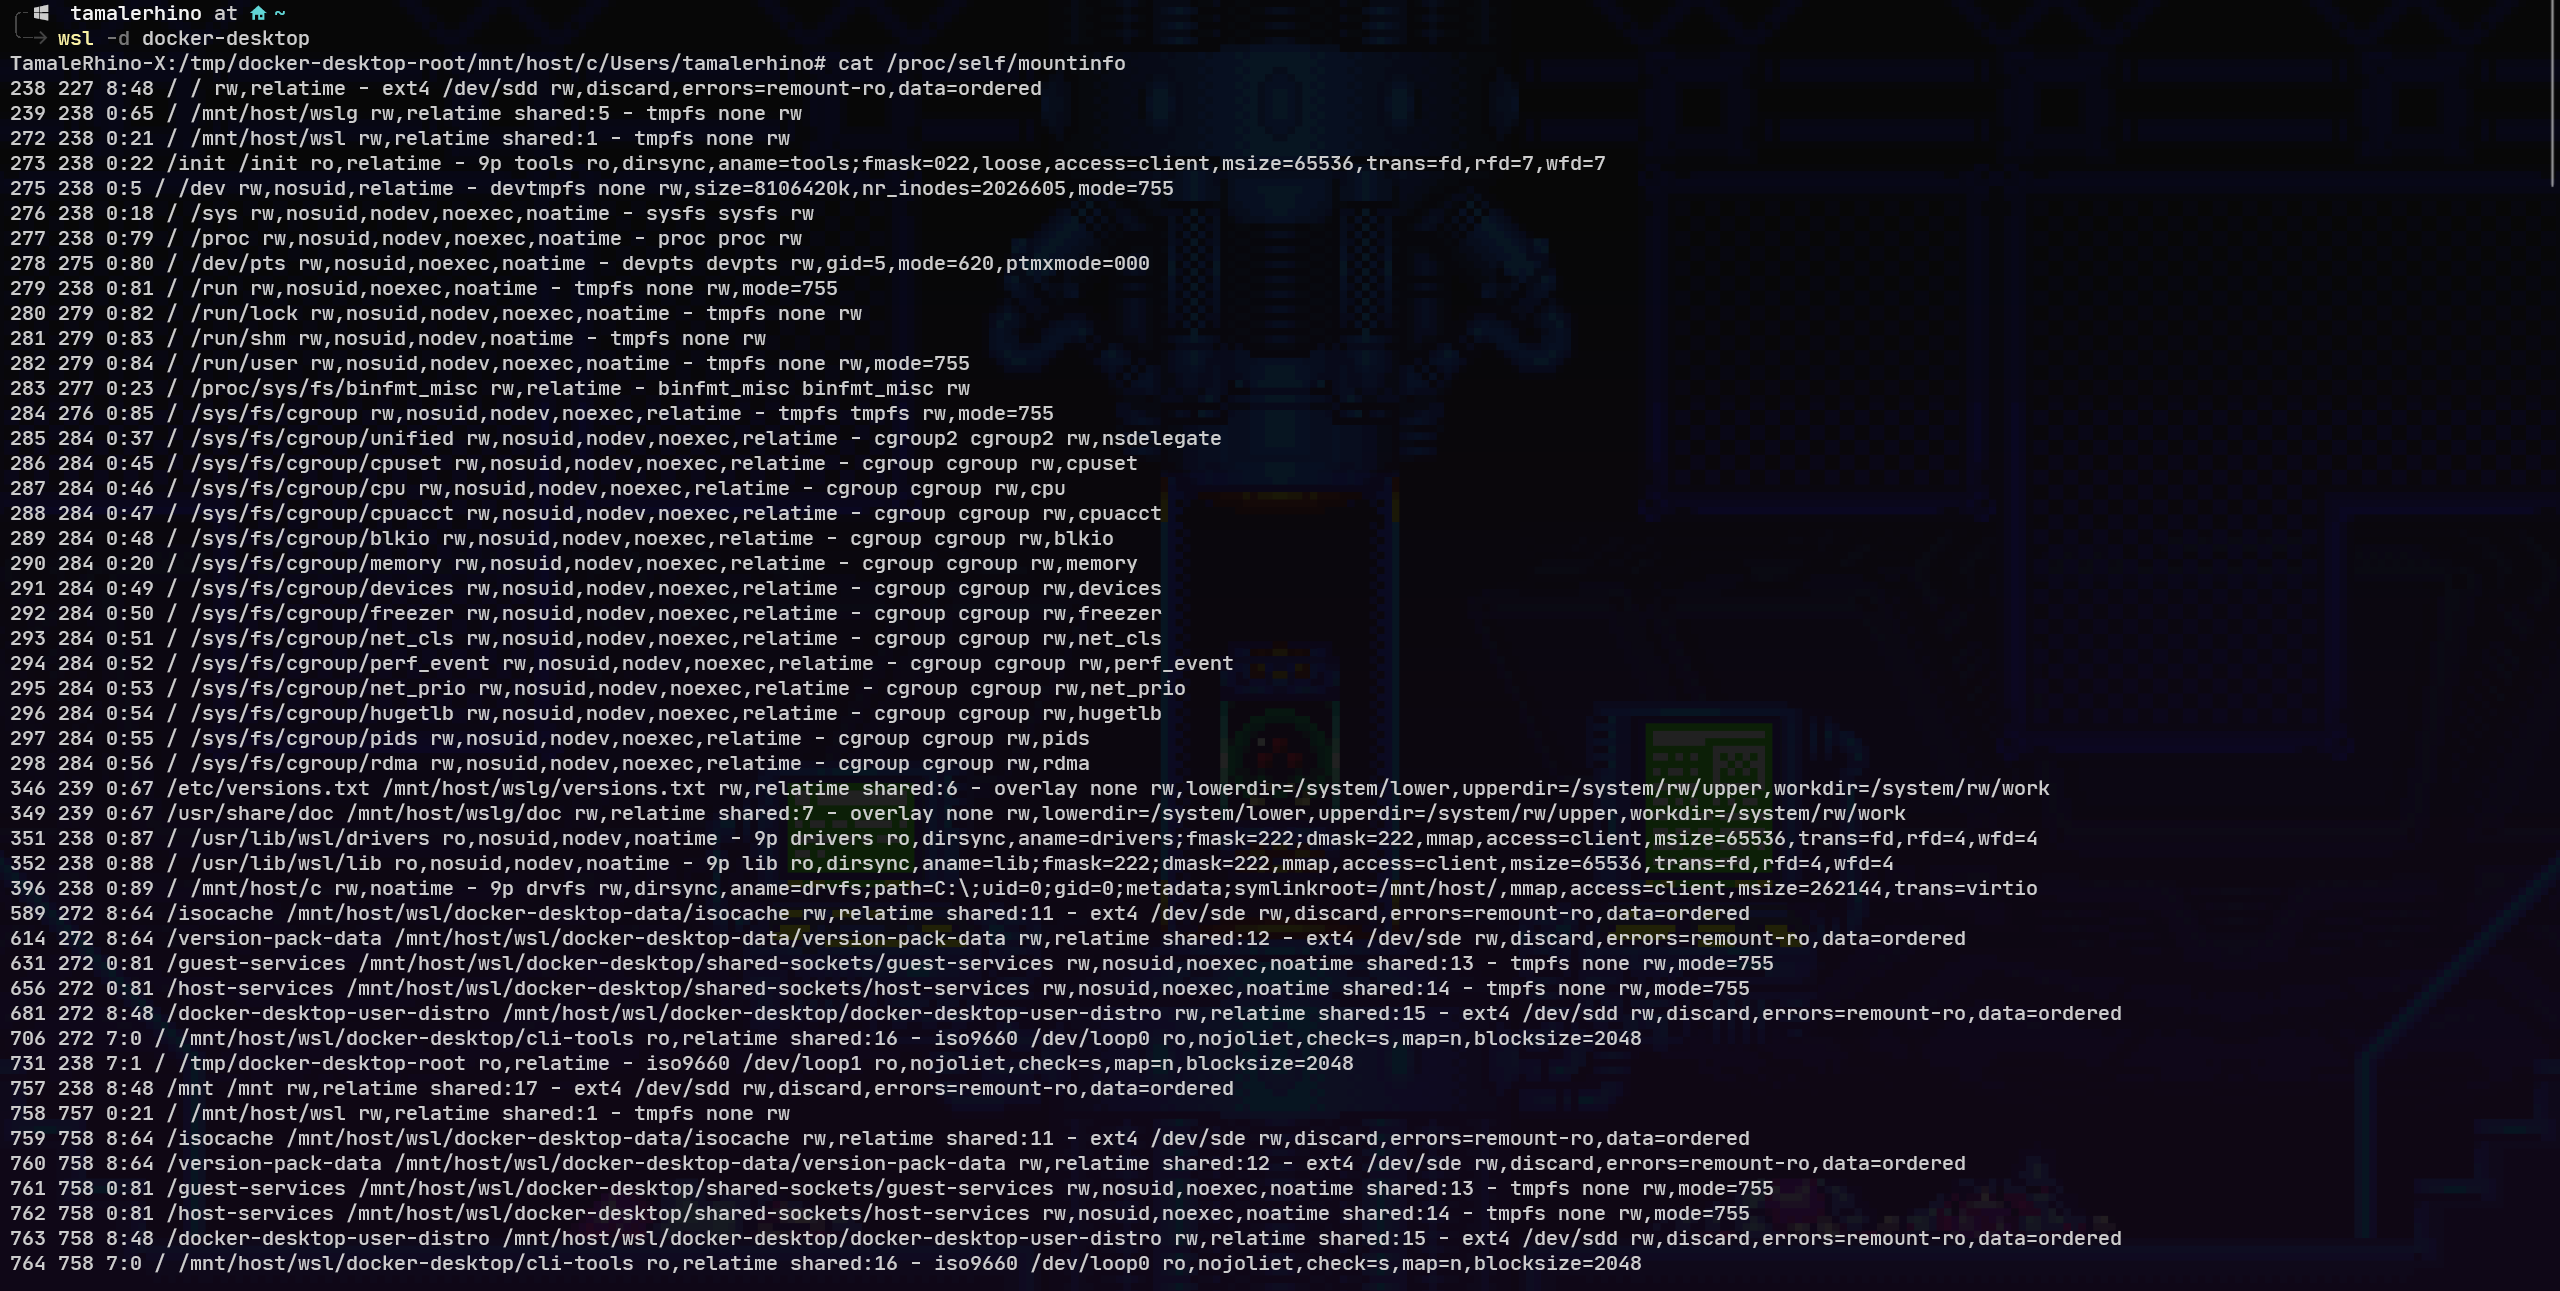 tamalerhino at ~
wsl -d docker-desktop
TamaleRhino-X:/tmp/docker-desktop-root/mnt/host/c/Users/tamalerhino# cat /proc/self/mountinfo
238 227 8:48 / / rw,relatime - ext4 /dev/sdd rw,discard,errors=remount-ro,data=ordered
239 238 0:65 / /mnt/host/wslg rw,relatime shared:5 - tmpfs none rw
272 238 0:21 / /mnt/host/wsl rw,relatime shared:1 - tmpfs none rw
273 238 0:22 /init /init ro,relatime - 9p tools ro,dirsync,aname=tools;fmask=022,loose,access=client,msize=65536,trans=fd,rfd=7,wfd=7
275 238 0:5 / /dev rw,nosuid,relatime - devtmpfs none rw,size=8106420k,nr_inodes=2026605,mode=755
276 238 0:18 / /sys rw,nosuid,nodev,noexec,noatime - sysfs sysfs rw
277 238 0:79 / /proc rw,nosuid,nodev,noexec,noatime - proc proc rw
278 275 0:80 / /dev/pts rw,nosuid,noexec,noatime - devpts devpts rw,gid=5,mode=620,ptmxmode=000
279 238 0:81 / /run rw,nosuid,noexec,noatime - tmpfs none rw,mode=755
280 279 0:82 / /run/lock rw,nosuid,nodev,noexec,noatime - tmpfs none rw
281 279 0:83 / /run/shm rw,nosuid,nodev,noatime - tmpfs none rw
282 279 0:84 / /run/user rw,nosuid,nodev,noexec,noatime - tmpfs none rw,mode=755
283 277 0:23 / /proc/sys/fs/binfmt_misc rw,relatime - binfmt_misc binfmt_misc rw
284 276 0:85 / /sys/fs/cgroup rw,nosuid,nodev,noexec,relatime - tmpfs tmpfs rw,mode=755
285 284 0:37 / /sys/fs/cgroup/unified rw,nosuid,nodev,noexec,relatime - cgroup2 cgroup2 rw,nsdelegate
286 284 0:45 / /sys/fs/cgroup/cpuset rw,nosuid,nodev,noexec,relatime - cgroup cgroup rw,cpuset
287 284 0:46 / /sys/fs/cgroup/cpu rw,nosuid,nodev,noexec,relatime - cgroup cgroup rw,cpu
288 284 0:47 / /sys/fs/cgroup/cpuacct rw,nosuid,nodev,noexec,relatime - cgroup cgroup rw,cpuacct
289 284 0:48 / /sys/fs/cgroup/blkio rw,nosuid,nodev,noexec,relatime - cgroup cgroup rw,blkio
290 284 0:20 / /sys/fs/cgroup/memory rw,nosuid,nodev,noexec,relatime - cgroup cgroup rw,memory
291 284 0:49 / /sys/fs/cgroup/devices rw,nosuid,nodev,noexec,relatime - cgroup cgroup rw,devices
292 284 0:50 / /sys/fs/cgroup/freezer rw,nosuid,nodev,noexec,relatime - cgroup cgroup rw,freezer
293 284 0:51 / /sys/fs/cgroup/net_cls rw,nosuid,nodev,noexec,relatime - cgroup cgroup rw,net_cls
294 284 0:52 / /sys/fs/cgroup/perf_event rw,nosuid,nodev,noexec,relatime - cgroup cgroup rw,perf_event
295 284 0:53 / /sys/fs/cgroup/net_prio rw,nosuid,nodev,noexec,relatime - cgroup cgroup rw,net_prio
296 284 0:54 / /sys/fs/cgroup/hugetlb rw,nosuid,nodev,noexec,relatime - cgroup cgroup rw,hugetlb
297 284 0:55 / /sys/fs/cgroup/pids rw,nosuid,nodev,noexec,relatime - cgroup cgroup rw,pids
298 284 0:56 / /sys/fs/cgroup/rdma rw,nosuid,nodev,noexec,relatime - cgroup cgroup rw,rdma
346 239 0:67 /etc/versions.txt /mnt/host/wslg/versions.txt rw,relatime shared:6 - overlay none rw,lowerdir=/system/lower,upperdir=/system/rw/upper,workdir=/system/rw/work
349 239 0:67 /usr/share/doc /mnt/host/wslg/doc rw,relatime shared:7 - overlay none rw,lowerdir=/system/lower,upperdir=/system/rw/upper,workdir=/system/rw/work
351 238 0:87 / /usr/lib/wsl/drivers ro,nosuid,nodev,noatime - 9p drivers ro,dirsync,aname=drivers;fmask=222;dmask=222,mmap,access=client,msize=65536,trans=fd,rfd=4,wfd=4
352 238 0:88 / /usr/lib/wsl/lib ro,nosuid,nodev,noatime - 9p lib ro,dirsync,aname=lib;fmask=222;dmask=222,mmap,access=client,msize=65536,trans=fd,rfd=4,wfd=4
396 238 0:89 / /mnt/host/c rw,noatime - 9p drvfs rw,dirsync,aname=drvfs;path=C:\;uid=0;gid=0;metadata;symlinkroot=/mnt/host/,mmap,access=client,msize=262144,trans=virtio
589 272 8:64 /isocache /mnt/host/wsl/docker-desktop-data/isocache rw,relatime shared:11 - ext4 /dev/sde rw,discard,errors=remount-ro,data=ordered
614 272 8:64 /version-pack-data /mnt/host/wsl/docker-desktop-data/version-pack-data rw,relatime shared:12 - ext4 /dev/sde rw,discard,errors=remount-ro,data=ordered
631 272 0:81 /guest-services /mnt/host/wsl/docker-desktop/shared-sockets/guest-services rw,nosuid,noexec,noatime shared:13 - tmpfs none rw,mode=755
656 272 0:81 /host-services /mnt/host/wsl/docker-desktop/shared-sockets/host-services rw,nosuid,noexec,noatime shared:14 - tmpfs none rw,mode=755
681 272 8:48 /docker-desktop-user-distro /mnt/host/wsl/docker-desktop/docker-desktop-user-distro rw,relatime shared:15 - ext4 /dev/sdd rw,discard,errors=remount-ro,data=ordered
706 272 7:0 / /mnt/host/wsl/docker-desktop/cli-tools ro,relatime shared:16 - iso9660 /dev/loop0 ro,nojoliet,check=s,map=n,blocksize=2048
731 238 7:1 / /tmp/docker-desktop-root ro,relatime - iso9660 /dev/loop1 ro,nojoliet,check=s,map=n,blocksize=2048
757 238 8:48 /mnt /mnt rw,relatime shared:17 - ext4 /dev/sdd rw,discard,errors=remount-ro,data=ordered
758 757 0:21 / /mnt/host/wsl rw,relatime shared:1 - tmpfs none rw
759 758 8:64 /isocache /mnt/host/wsl/docker-desktop-data/isocache rw,relatime shared:11 - ext4 /dev/sde rw,discard,errors=remount-ro,data=ordered
760 758 8:64 /version-pack-data /mnt/host/wsl/docker-desktop-data/version-pack-data rw,relatime shared:12 - ext4 /dev/sde rw,discard,errors=remount-ro,data=ordered
761 758 0:81 /guest-services /mnt/host/wsl/docker-desktop/shared-sockets/guest-services rw,nosuid,noexec,noatime shared:13 - tmpfs none rw,mode=755
762 758 0:81 /host-services /mnt/host/wsl/docker-desktop/shared-sockets/host-services rw,nosuid,noexec,noatime shared:14 - tmpfs none rw,mode=755
763 758 8:48 /docker-desktop-user-distro /mnt/host/wsl/docker-desktop/docker-desktop-user-distro rw,relatime shared:15 - ext4 /dev/sdd rw,discard,errors=remount-ro,data=ordered
764 758 7:0 / /mnt/host/wsl/docker-desktop/cli-tools ro,relatime shared:16 - iso9660 /dev/loop0 ro,nojoliet,check=s,map=n,blocksize=2048